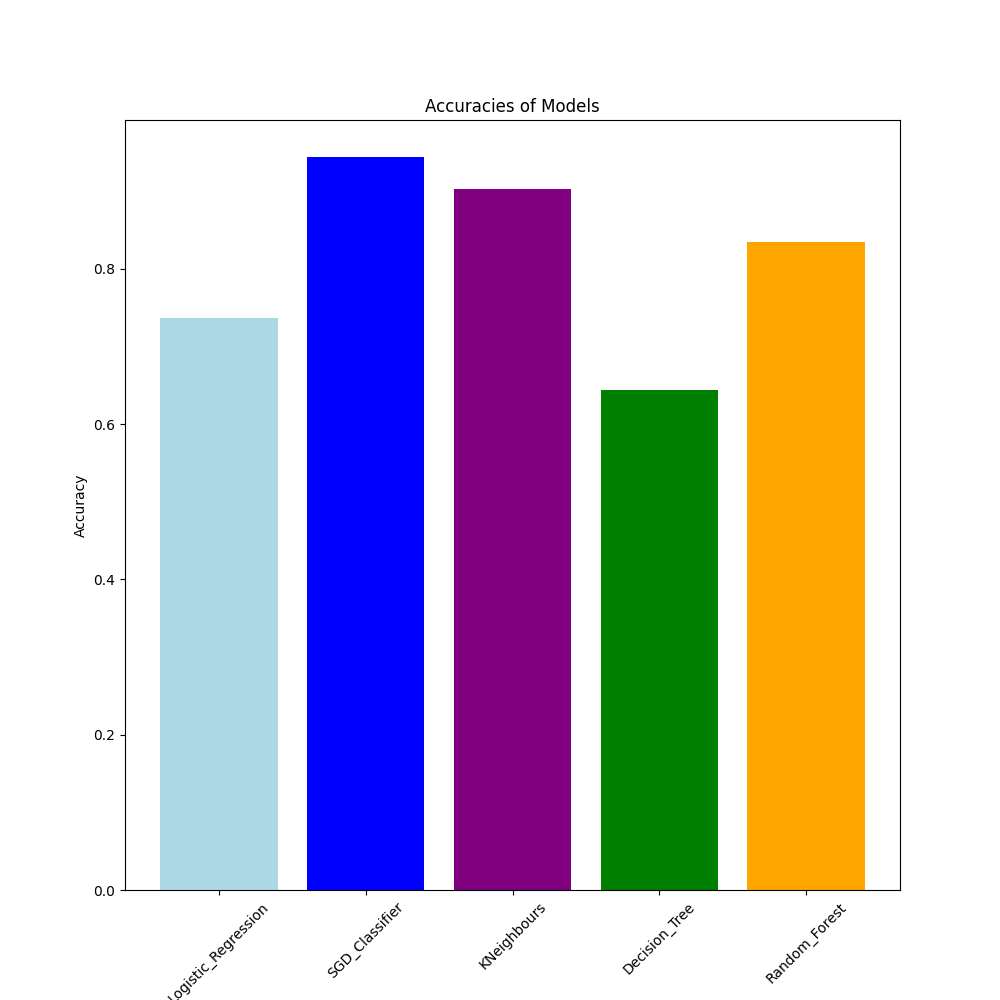 Accuracies of Models
Accuracy
0.8
0.6
0.4
0.2
0.0
Logistic_Regression
SGD_Classifier
KNeighbours
Decision_Tree
Random_Forest